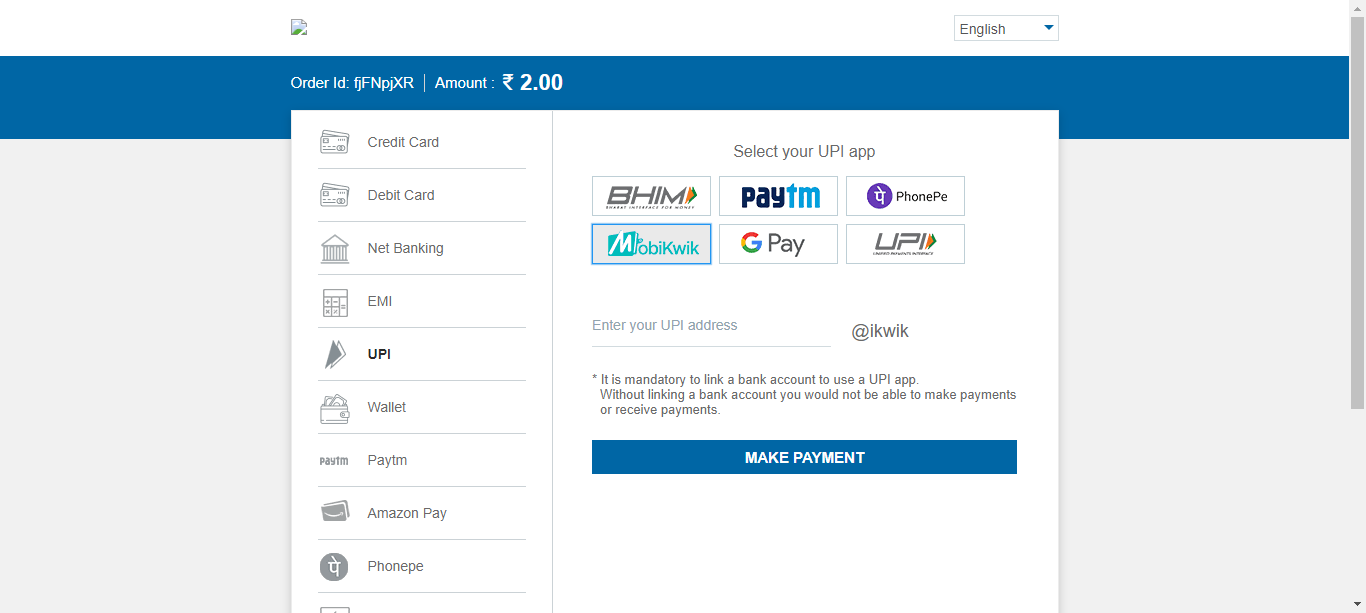 English
Order Id: fjFNpjXR | Amount : ₹ 2.00
Credit Card
Debit Card
Net Banking
EMI
UPI
Wallet
Paytm
Paytm
Amazon Pay
पे
Phonepe
Select your UPI app
BHIM
BHARAT INTERFACE FOR MONEY
Paytm
पे PhonePe
MobiKwik
G Pay
UPI
UNIFIED PAYMENTS INTERFACE
Enter your UPI address
@ikwik
* It is mandatory to link a bank account to use a UPI app.
Without linking a bank account you would not be able to make payments
or receive payments.
MAKE PAYMENT